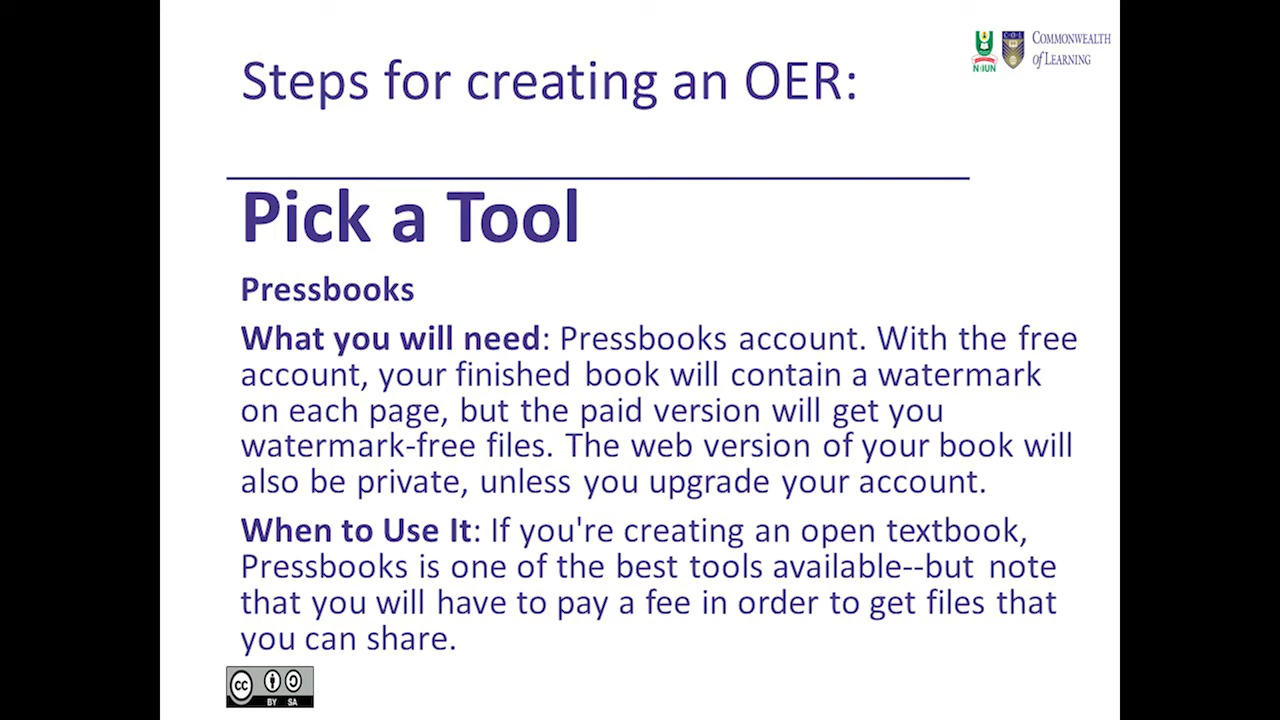 Steps for creating an OER:
NOUN
C·O·L
COMMONWEALTH
of LEARNING
Pick a Tool
Pressbooks
What you will need: Pressbooks account. With the free
account, your finished book will contain a watermark
on each page, but the paid version will get you
watermark-free files. The web version of your book will
also be private, unless you upgrade your account.
When to Use It: If you're creating an open textbook,
Pressbooks is one of the best tools available--but note
that you will have to pay a fee in order to get files that
you can share.
cc
BY SA